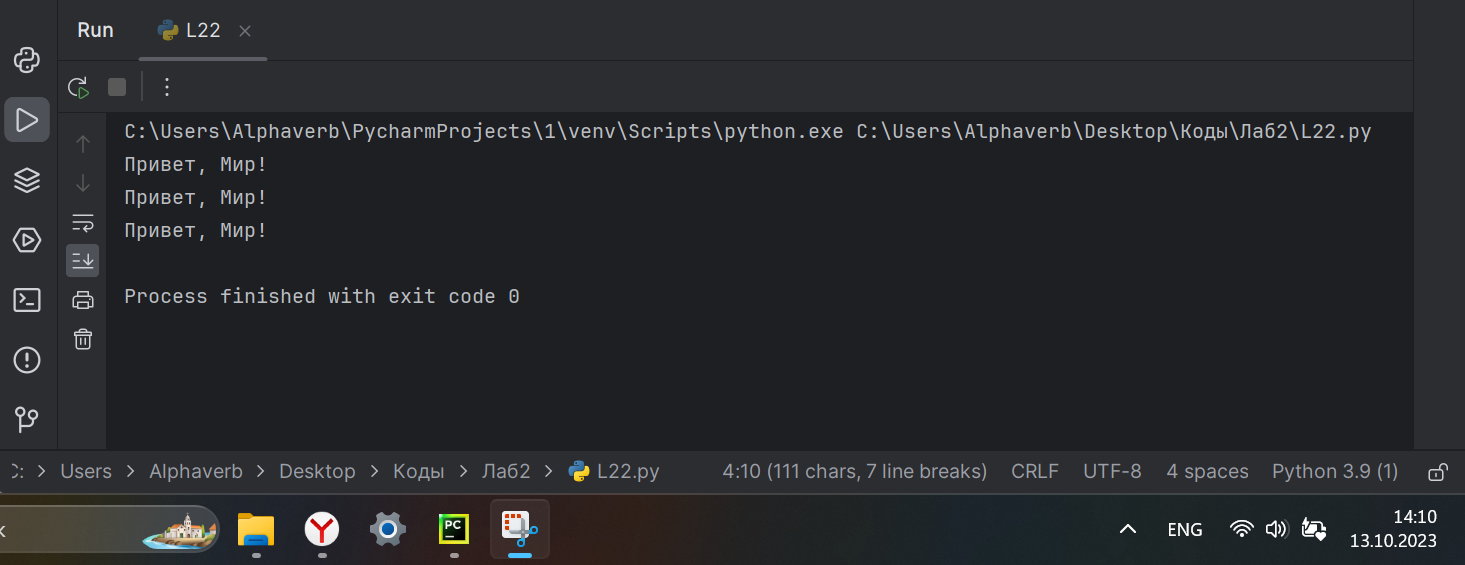 Run L22
C:\Users\Alphaverb\PycharmProjects\1\venv\Scripts\python.exe C:\Users\Alphaverb\Desktop\Коды\Лаб2\L22.py
Привет, Мир!
Привет, Мир!
Привет, Мир!
Process finished with exit code 0
C: > Users > Alphaverb > Desktop > Коды > Лаб2 > L22.py 4:10 (111 chars, 7 line breaks) CRLF UTF-8 4 spaces Python 3.9 (1)
PC ENG 14:10
13.10.2023